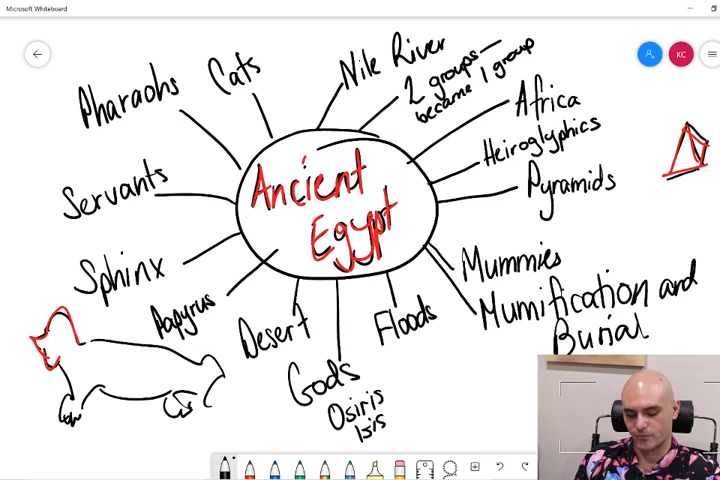 Microsoft Whiteboard
KC
Ancient
Egypt
Pharaohs
Cats
Nile River
2 groups —
became 1 group
Africa
Heiroglyphics
Pyramids
Mummies
Mumification and
Burial
Floods
Gods
Osiris
Isis
Desert
Papyrus
Sphinx
Servants